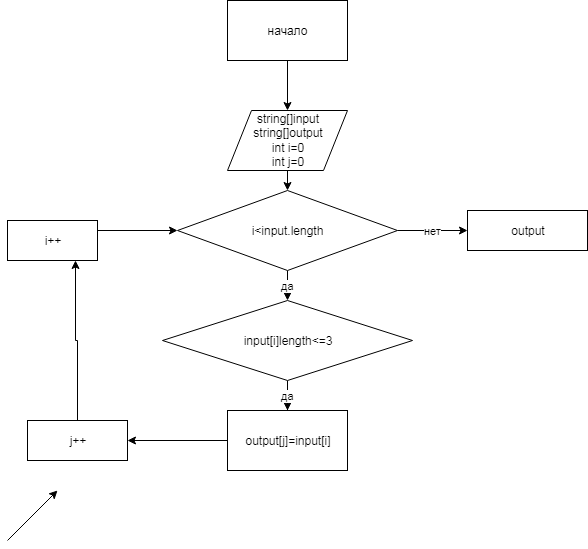 начало
string[]input
string[]output
int i=0
int j=0
i++
i<input.length
нет
output
да
input[i]length<=3
да
j++
output[j]=input[i]